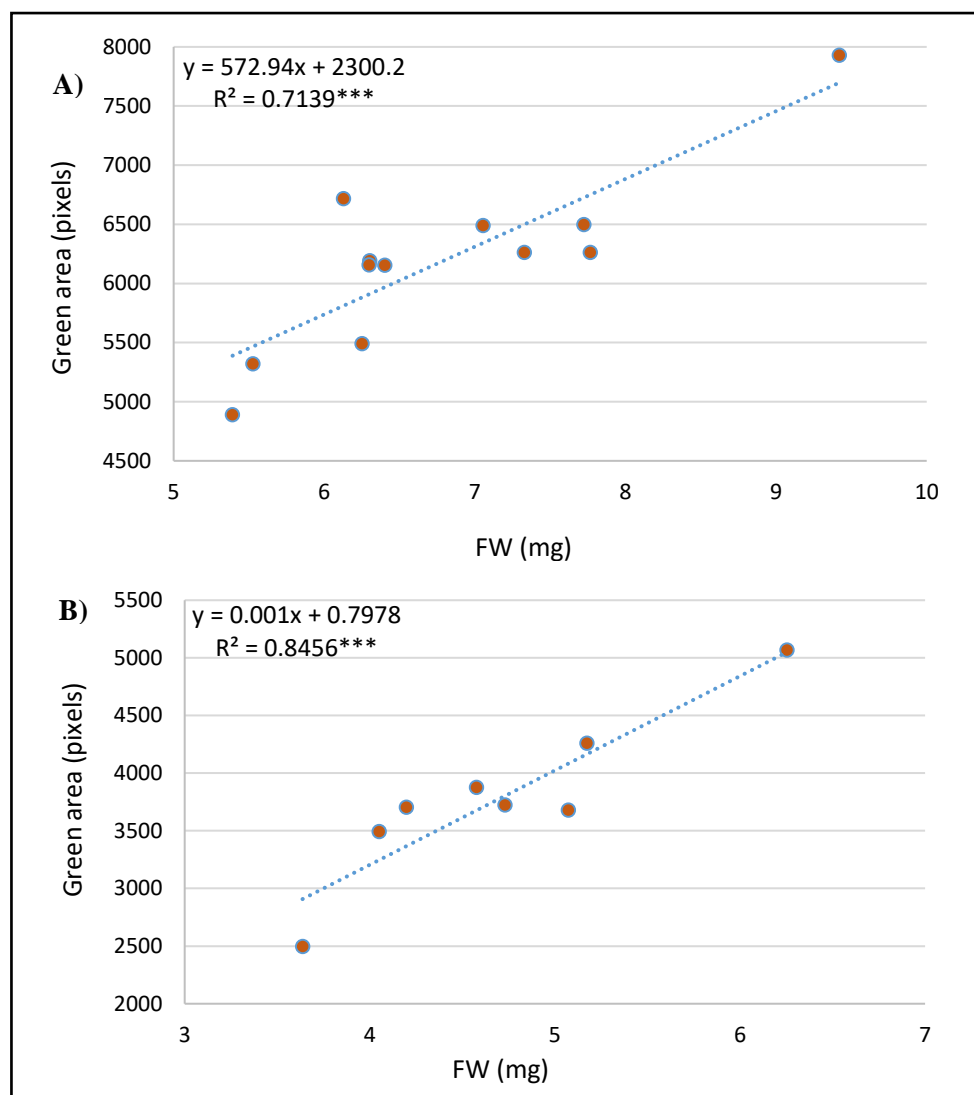 A)
y = 572.94x + 2300.2
R² = 0.7139***
8000
7500
7000
6500
6000
5500
5000
4500
Green area (pixels)
5 6 7 8 9 10
FW (mg)
B)
y = 0.001x + 0.7978
R² = 0.8456***
5500
5000
4500
4000
3500
3000
2500
2000
Green area (pixels)
3 4 5 6 7
FW (mg)